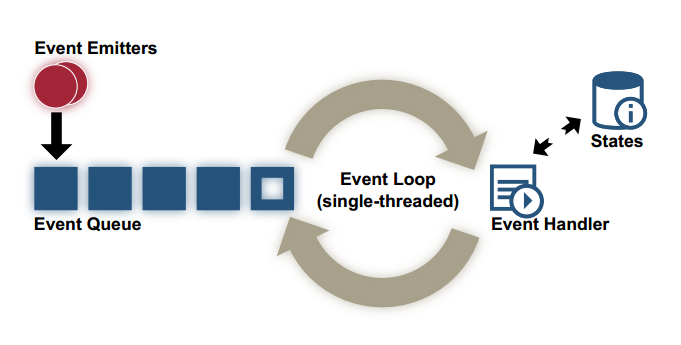 Event Emitters
States
Event Loop
(single-threaded)
Event Queue
Event Handler